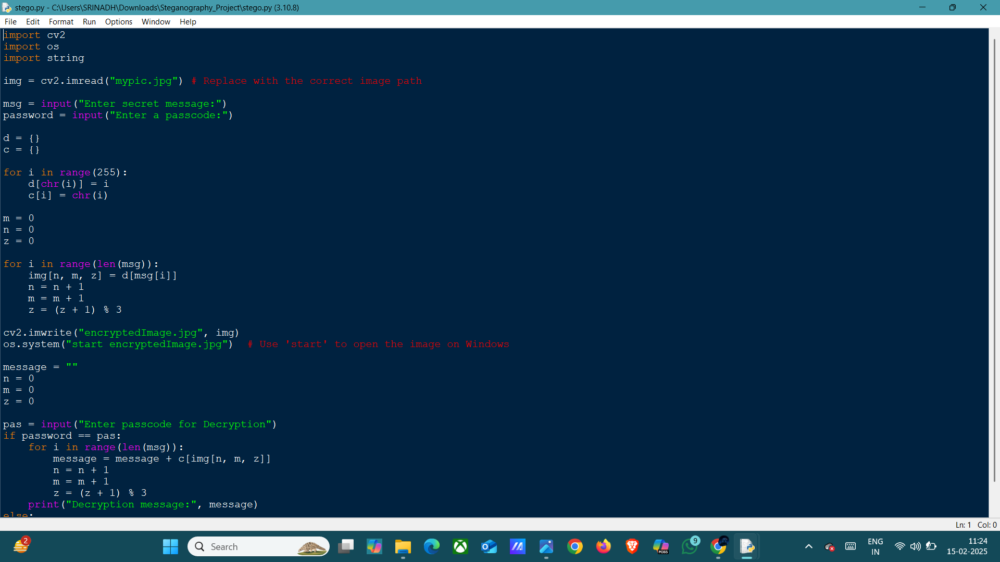 stego.py - C:\Users\SRINADH\Downloads\Steganography_Project\stego.py (3.10.8)
File Edit Format Run Options Window Help
import cv2
import os
import string

img = cv2.imread("mypic.jpg") # Replace with the correct image path

msg = input("Enter secret message:")
password = input("Enter a passcode:")

d = {}
c = {}

for i in range(255):
    d[chr(i)] = i
    c[i] = chr(i)

m = 0
n = 0
z = 0

for i in range(len(msg)):
    img[n, m, z] = d[msg[i]]
    n = n + 1
    m = m + 1
    z = (z + 1) % 3

cv2.imwrite("encryptedImage.jpg", img)
os.system("start encryptedImage.jpg")  # Use 'start' to open the image on Windows

message = ""
n = 0
m = 0
z = 0

pas = input("Enter passcode for Decryption")
if password == pas:
    for i in range(len(msg)):
        message = message + c[img[n, m, z]]
        n = n + 1
        m = m + 1
        z = (z + 1) % 3
    print("Decryption message:", message)
else:
Ln: 1 Col: 0
2
Search
M365
9
ENG
IN
11:24
15-02-2025